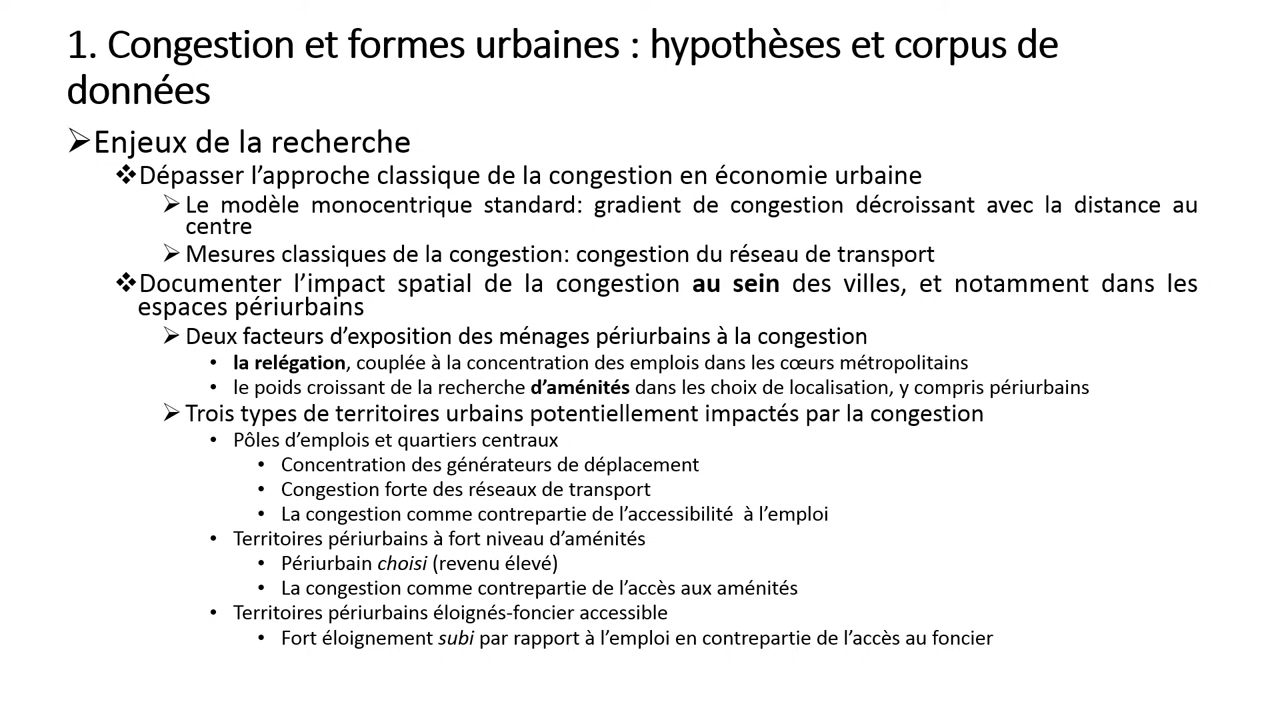 1. Congestion et formes urbaines : hypothèses et corpus de
données
Enjeux de la recherche
Dépasser l’approche classique de la congestion en économie urbaine
Le modèle monocentrique standard: gradient de congestion décroissant avec la distance au
centre
Mesures classiques de la congestion: congestion du réseau de transport
Documenter l’impact spatial de la congestion au sein des villes, et notamment dans les
espaces périurbains
Deux facteurs d’exposition des ménages périurbains à la congestion
• la relégation, couplée à la concentration des emplois dans les cœurs métropolitains
• le poids croissant de la recherche d’aménités dans les choix de localisation, y compris périurbains
Trois types de territoires urbains potentiellement impactés par la congestion
• Pôles d’emplois et quartiers centraux
• Concentration des générateurs de déplacement
• Congestion forte des réseaux de transport
• La congestion comme contrepartie de l’accessibilité à l’emploi
• Territoires périurbains à fort niveau d’aménités
• Périurbain choisi (revenu élevé)
• La congestion comme contrepartie de l’accès aux aménités
• Territoires périurbains éloignés-foncier accessible
• Fort éloignement subi par rapport à l’emploi en contrepartie de l’accès au foncier